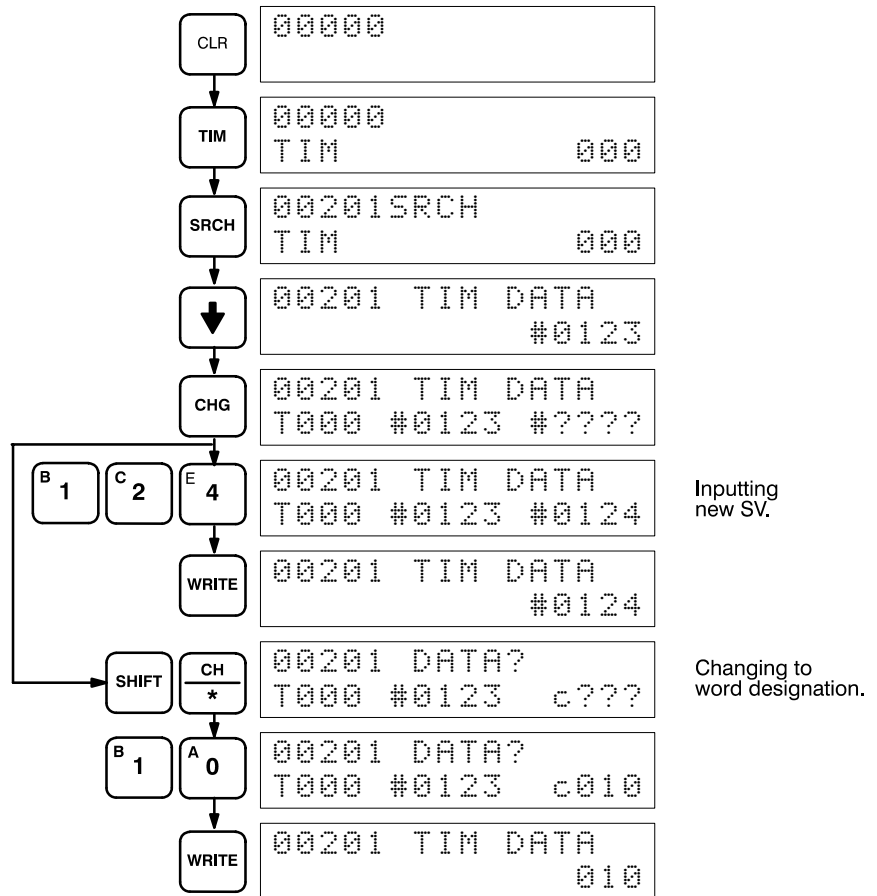 CLR
00000
TIM
00000
TIM 000
SRCH
00201SRCH
TIM 000
00201 TIM DATA
#0123
CHG
00201 TIM DATA
T000 #0123 #????
B 1
C 2
E 4
00201 TIM DATA
T000 #0123 #0124
Inputting
new SV.
WRITE
00201 TIM DATA
#0124
SHIFT
CH
*
00201 DATA?
T000 #0123 c???
Changing to
word designation.
B 1
A 0
00201 DATA?
T000 #0123 c010
WRITE
00201 TIM DATA
010